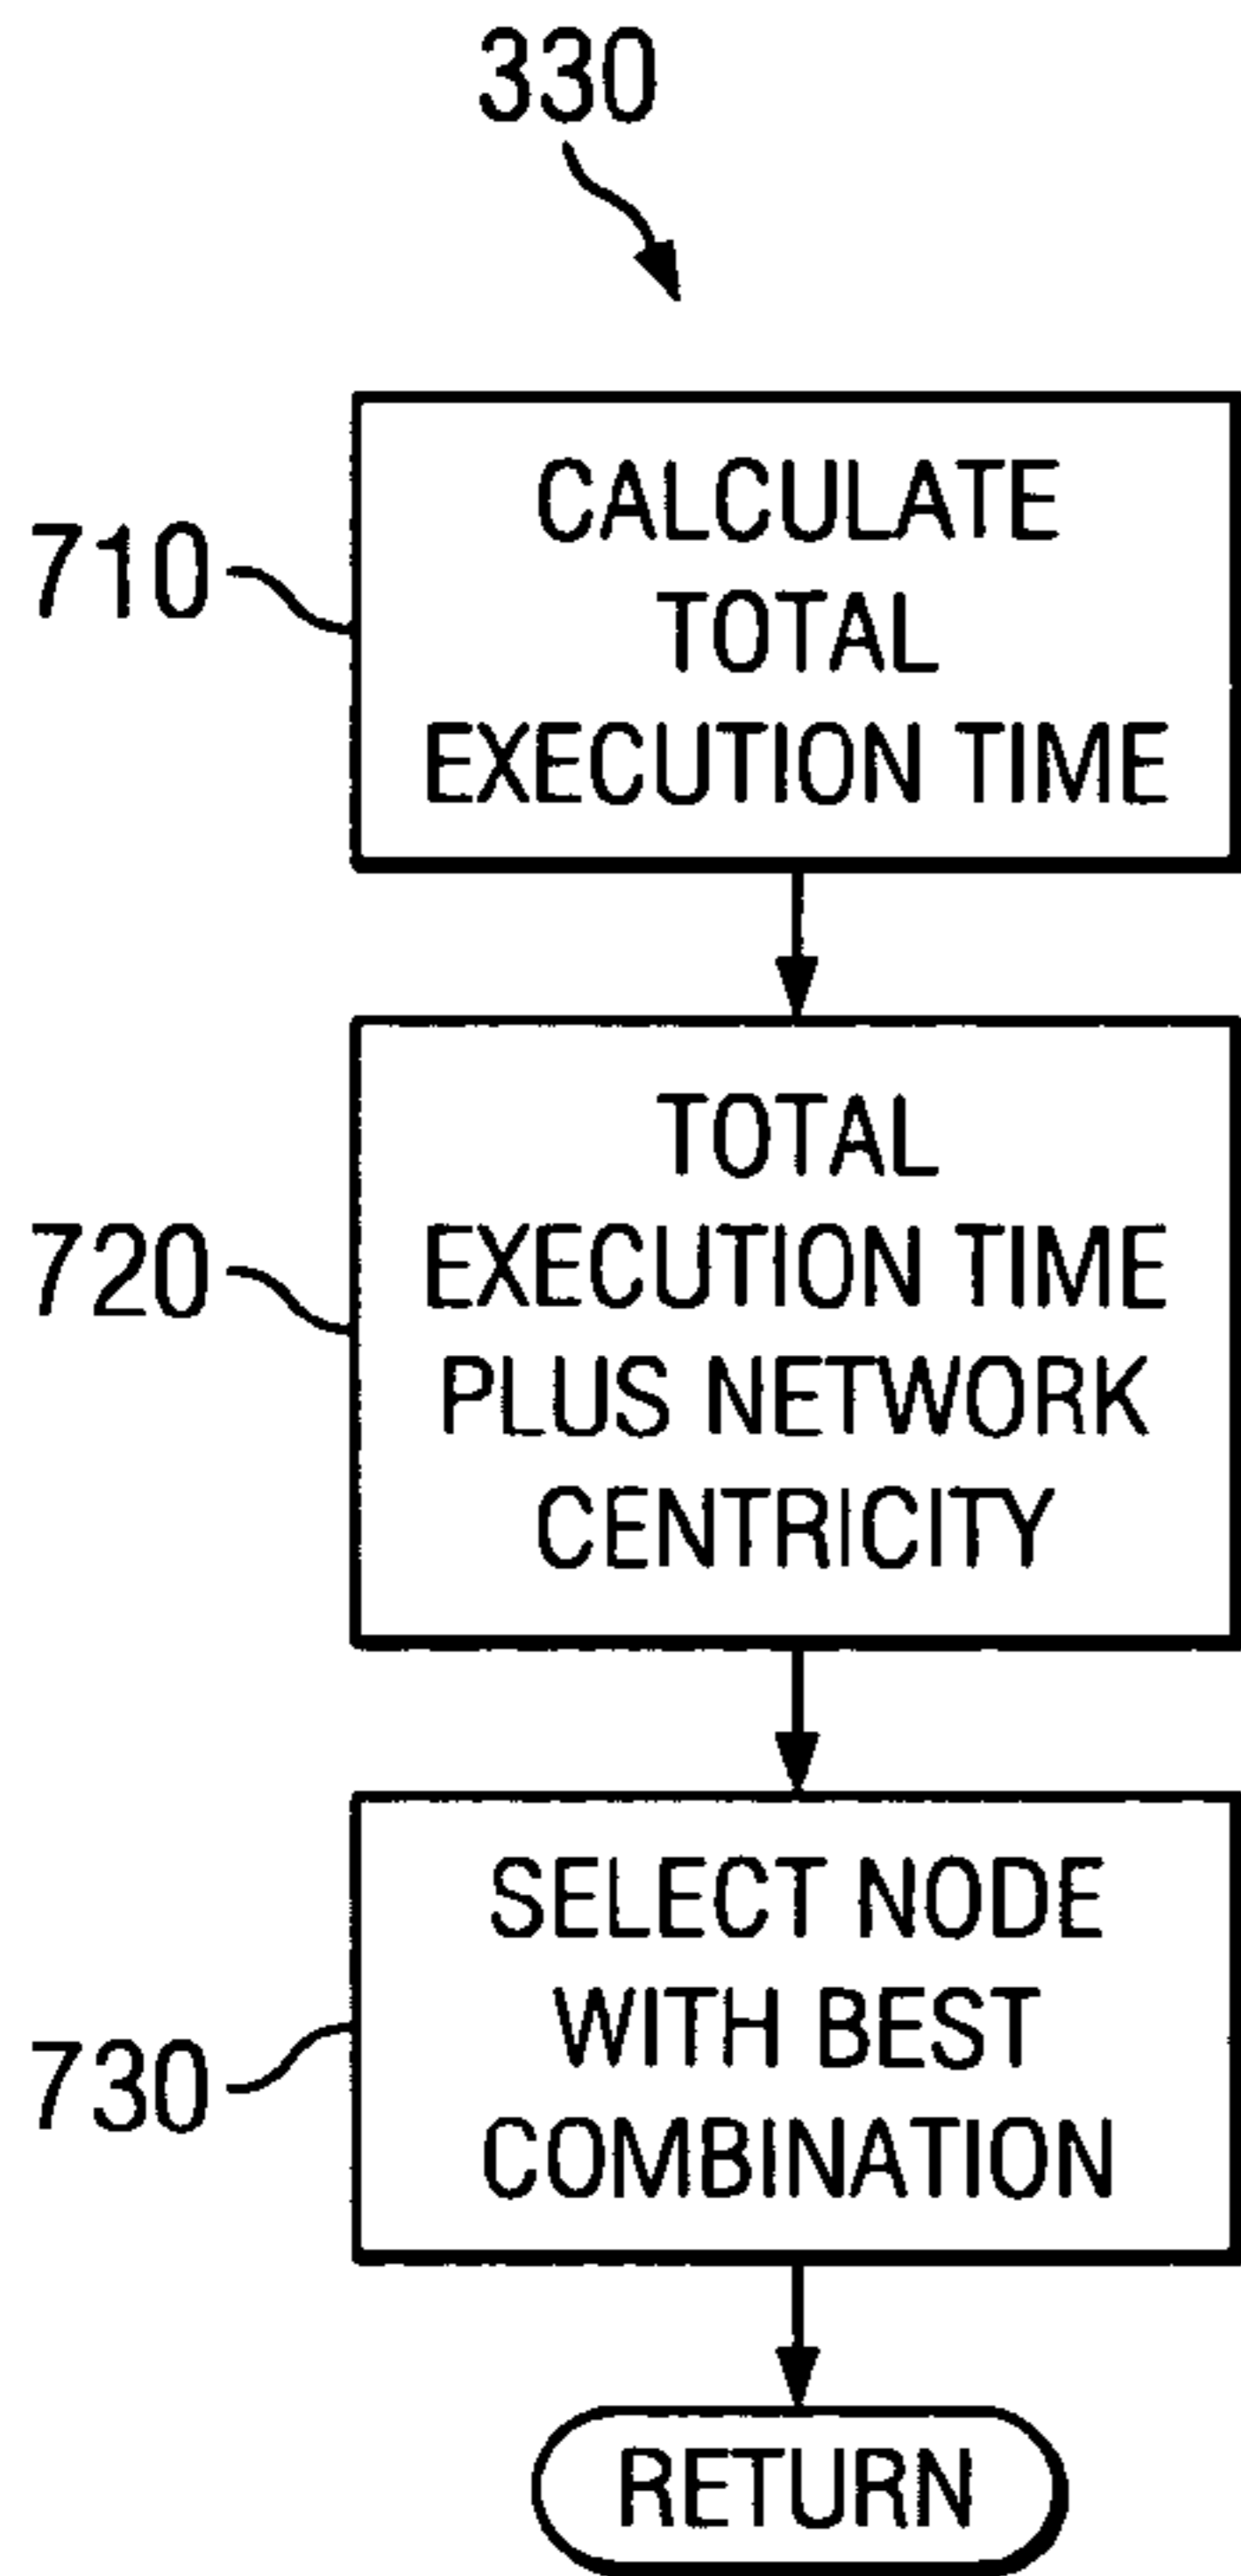 330
710
CALCULATE
TOTAL
EXECUTION TIME
720
TOTAL
EXECUTION TIME
PLUS NETWORK
CENTRICITY
730
SELECT NODE
WITH BEST
COMBINATION
RETURN